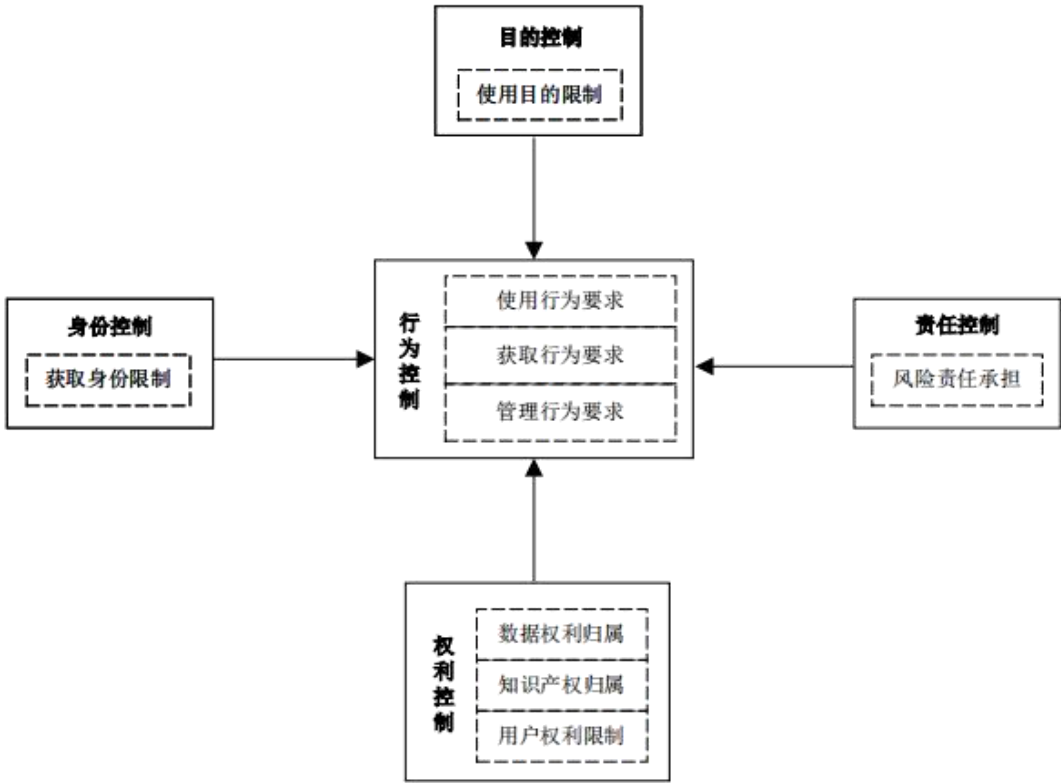 目的控制
使用目的限制
身份控制
获取身份限制
行为控制
使用行为要求
获取行为要求
管理行为要求
责任控制
风险责任承担
权利控制
数据权利归属
知识产权归属
用户权利限制